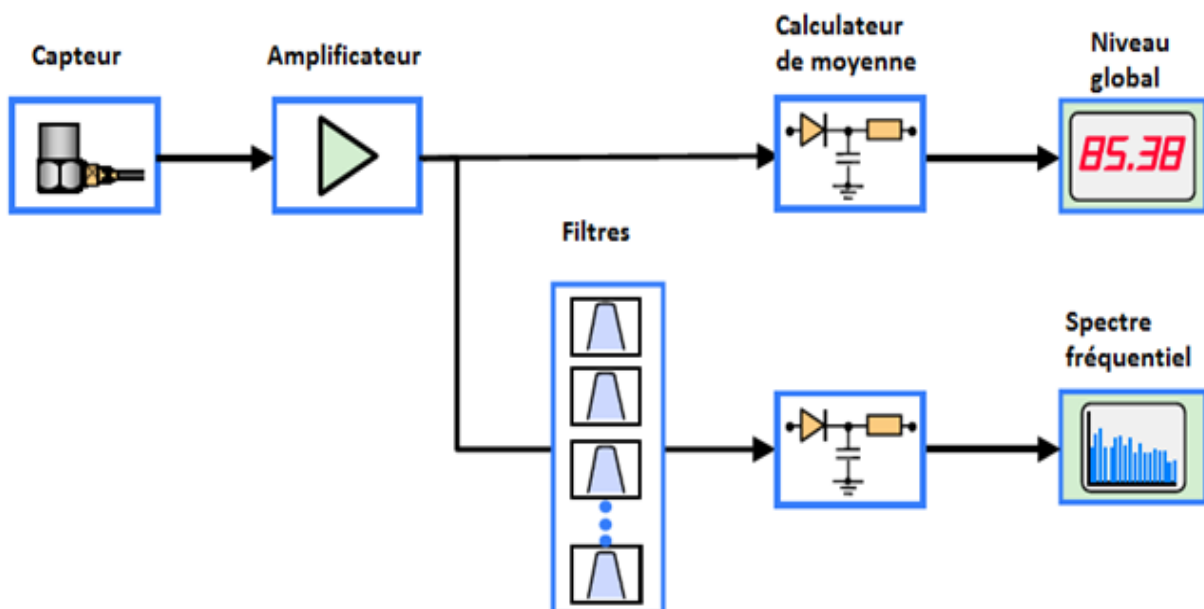 Capteur
Amplificateur
Calculateur
de moyenne
Niveau
global
85.38
Filtres
Spectre
fréquentiel